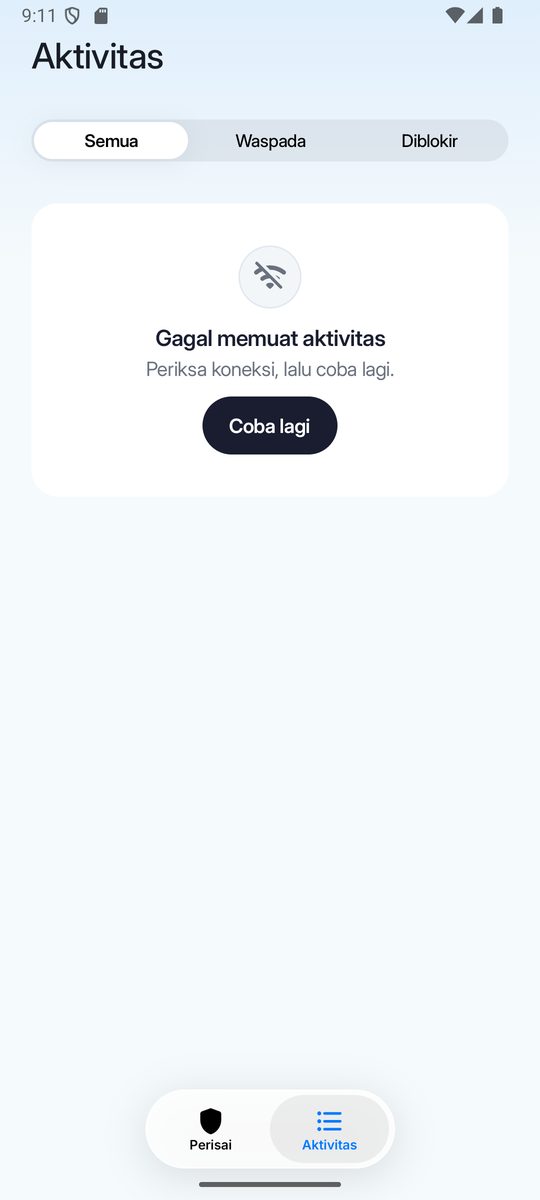 9:11
Aktivitas
Semua
Waspada
Diblokir
Gagal memuat aktivitas
Periksa koneksi, lalu coba lagi.
Coba lagi
Perisai
Aktivitas